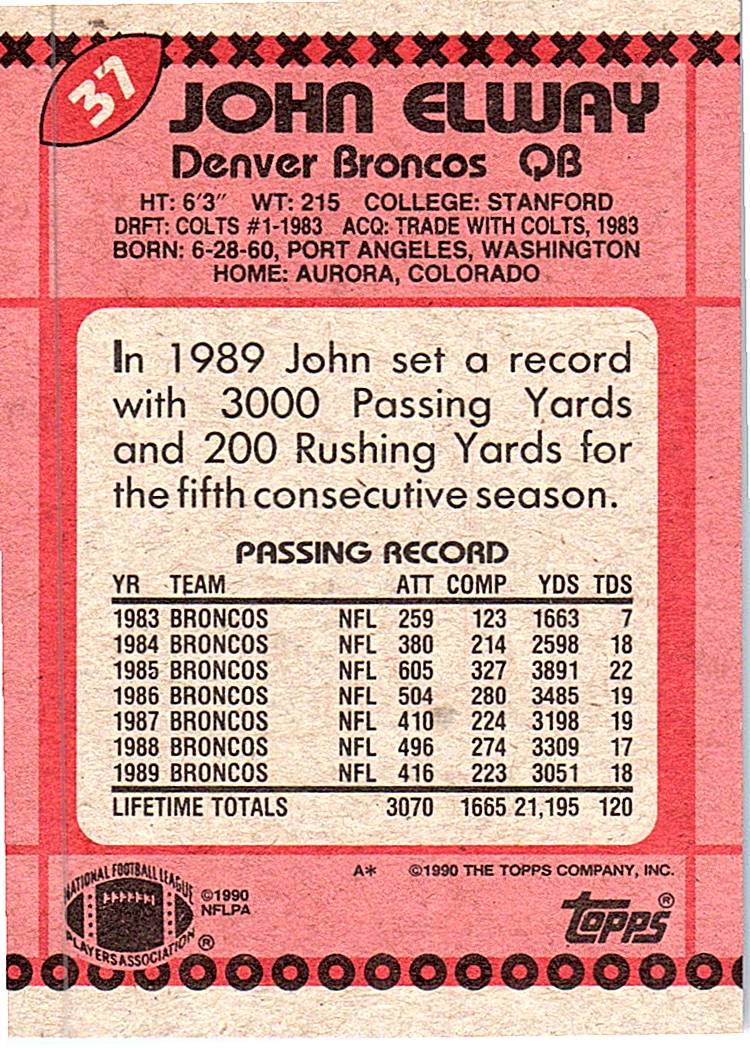 37
JOHN ELWAY
Denver Broncos QB
HT: 6'3" WT: 215 COLLEGE: STANFORD
DRFT: COLTS #1-1983 ACQ: TRADE WITH COLTS, 1983
BORN: 6-28-60, PORT ANGELES, WASHINGTON
HOME: AURORA, COLORADO
In 1989 John set a record
with 3000 Passing Yards
and 200 Rushing Yards for
the fifth consecutive season.
PASSING RECORD
YR TEAM ATT COMP YDS TDS
1983 BRONCOS NFL 259 123 1663 7
1984 BRONCOS NFL 380 214 2598 18
1985 BRONCOS NFL 605 327 3891 22
1986 BRONCOS NFL 504 280 3485 19
1987 BRONCOS NFL 410 224 3198 19
1988 BRONCOS NFL 496 274 3309 17
1989 BRONCOS NFL 416 223 3051 18
LIFETIME TOTALS 3070 1665 21,195 120
A* ©1990 THE TOPPS COMPANY, INC.
NATIONAL FOOTBALL LEAGUE
PLAYERS ASSOCIATION ®
©1990
NFLPA
topps ®